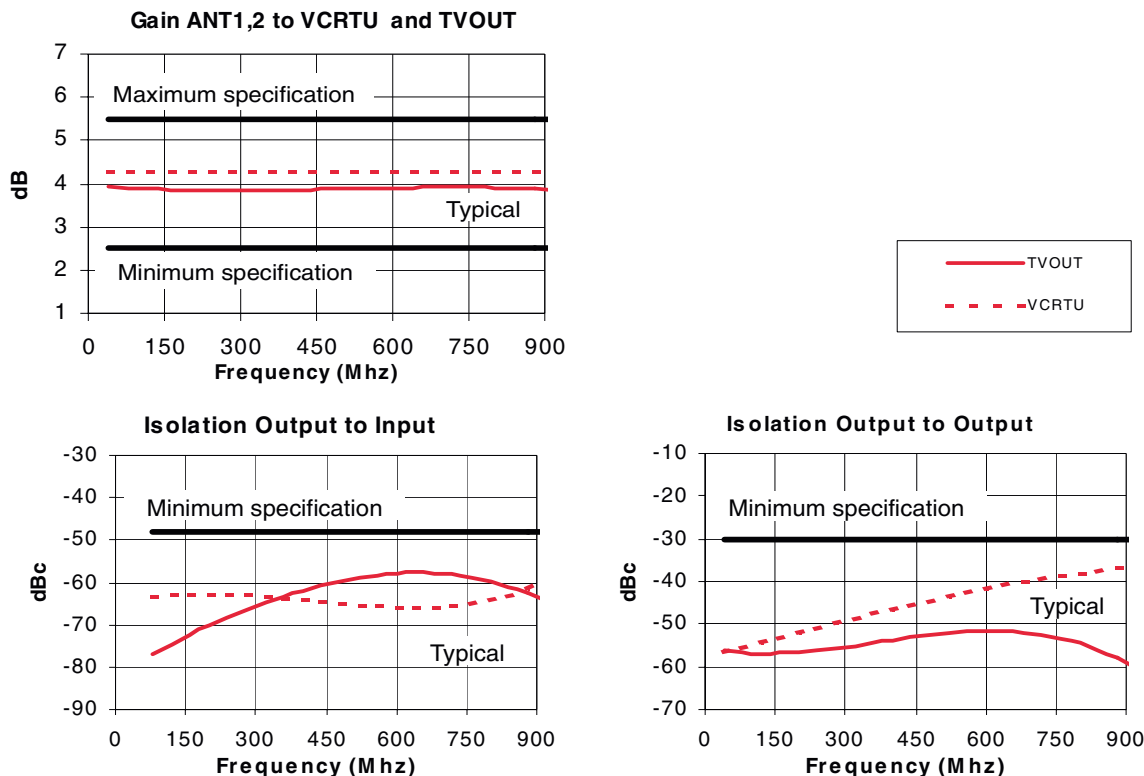 Gain ANT1,2 to VCRTU and TVOUT
7
6
5
4
3
2
1
dB
Maximum specification
Typical
Minimum specification
0 150 300 450 600 750 900
Frequency (Mhz)
TVOUT
VCRTU
Isolation Output to Input
-30
-40
-50
-60
-70
-80
-90
dBc
Minimum specification
Typical
0 150 300 450 600 750 900
Frequency (Mhz)
Isolation Output to Output
-10
-20
-30
-40
-50
-60
-70
dBc
Minimum specification
Typical
0 150 300 450 600 750 900
Frequency (Mhz)